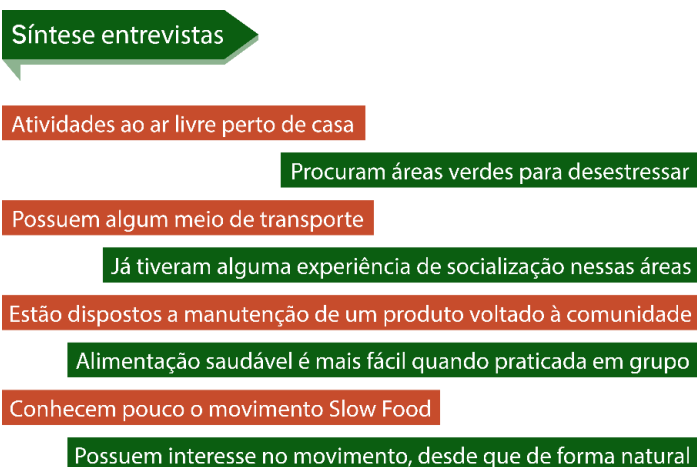 Síntese entrevistas
Atividades ao ar livre perto de casa
Procuram áreas verdes para desestressar
Possuem algum meio de transporte
Já tiveram alguma experiência de socialização nessas áreas
Estão dispostos a manutenção de um produto voltado à comunidade
Alimentação saudável é mais fácil quando praticada em grupo
Conhecem pouco o movimento Slow Food
Possuem interesse no movimento, desde que de forma natural